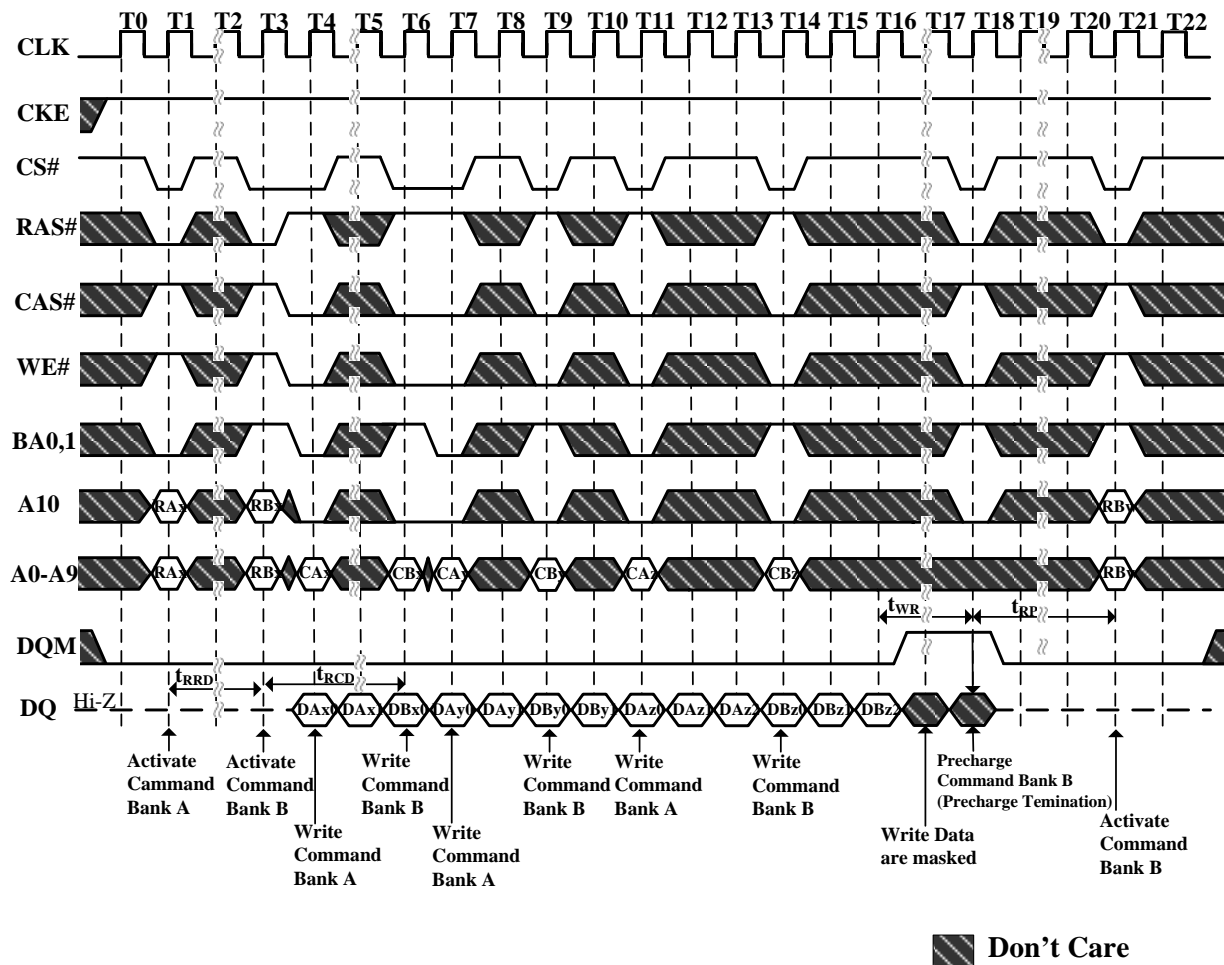 T0 T1 T2 T3 T4 T5 T6 T7 T8 T9 T10 T11 T12 T13 T14 T15 T16 T17 T18 T19 T20 T21 T22
CLK
CKE
CS#
RAS#
CAS#
WE#
BA0,1
A10 RAx RBx RBy
A0-A9 RAx RBx CAx CBx CAy CBy CAz CBz RBy
tWR tRP
DQM
tRRD tRCD
DQ Hi-Z DAx0 DAx1 DBx0 DAy0 DAy1 DBy0 DBy1 DAz0 DAz1 DAz2 DBz0 DBz1 DBz2
Activate
Cammand
Bank A
Activate
Command
Bank B
Write
Command
Bank A
Write
Command
Bank B
Write
Command
Bank A
Write
Command
Bank B
Write
Command
Bank A
Write
Command
Bank B
Write Data
are masked
Precharge
Command Bank B
(Precharge Temination)
Activate
Command
Bank B
Don't Care